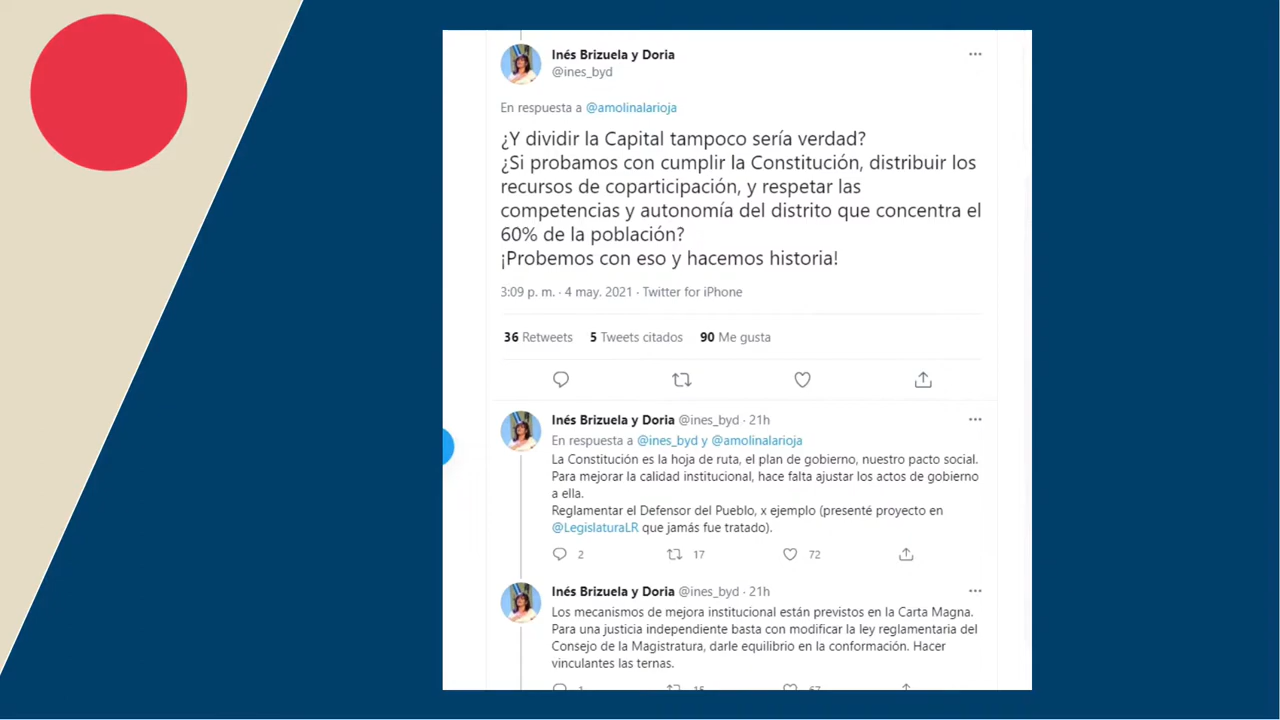 Inés Brizuela y Doria
@ines_byd
En respuesta a @amolinalarioja
¿Y dividir la Capital tampoco sería verdad?
¿Si probamos con cumplir la Constitución, distribuir los
recursos de coparticipación, y respetar las
competencias y autonomía del distrito que concentra el
60% de la población?
¡Probemos con eso y hacemos historia!
3:09 p. m. · 4 may. 2021 · Twitter for iPhone
36 Retweets 5 Tweets citados 90 Me gusta
Inés Brizuela y Doria @ines_byd · 21h
En respuesta a @ines_byd y @amolinalarioja
La Constitución es la hoja de ruta, el plan de gobierno, nuestro pacto social.
Para mejorar la calidad institucional, hace falta ajustar los actos de gobierno
a ella.
Reglamentar el Defensor del Pueblo, x ejemplo (presenté proyecto en
@LegislaturaLR que jamás fue tratado).
2 17 72
Inés Brizuela y Doria @ines_byd · 21h
Los mecanismos de mejora institucional están previstos en la Carta Magna.
Para una justicia independiente basta con modificar la ley reglamentaria del
Consejo de la Magistratura, darle equilibrio en la conformación. Hacer
vinculantes las ternas.